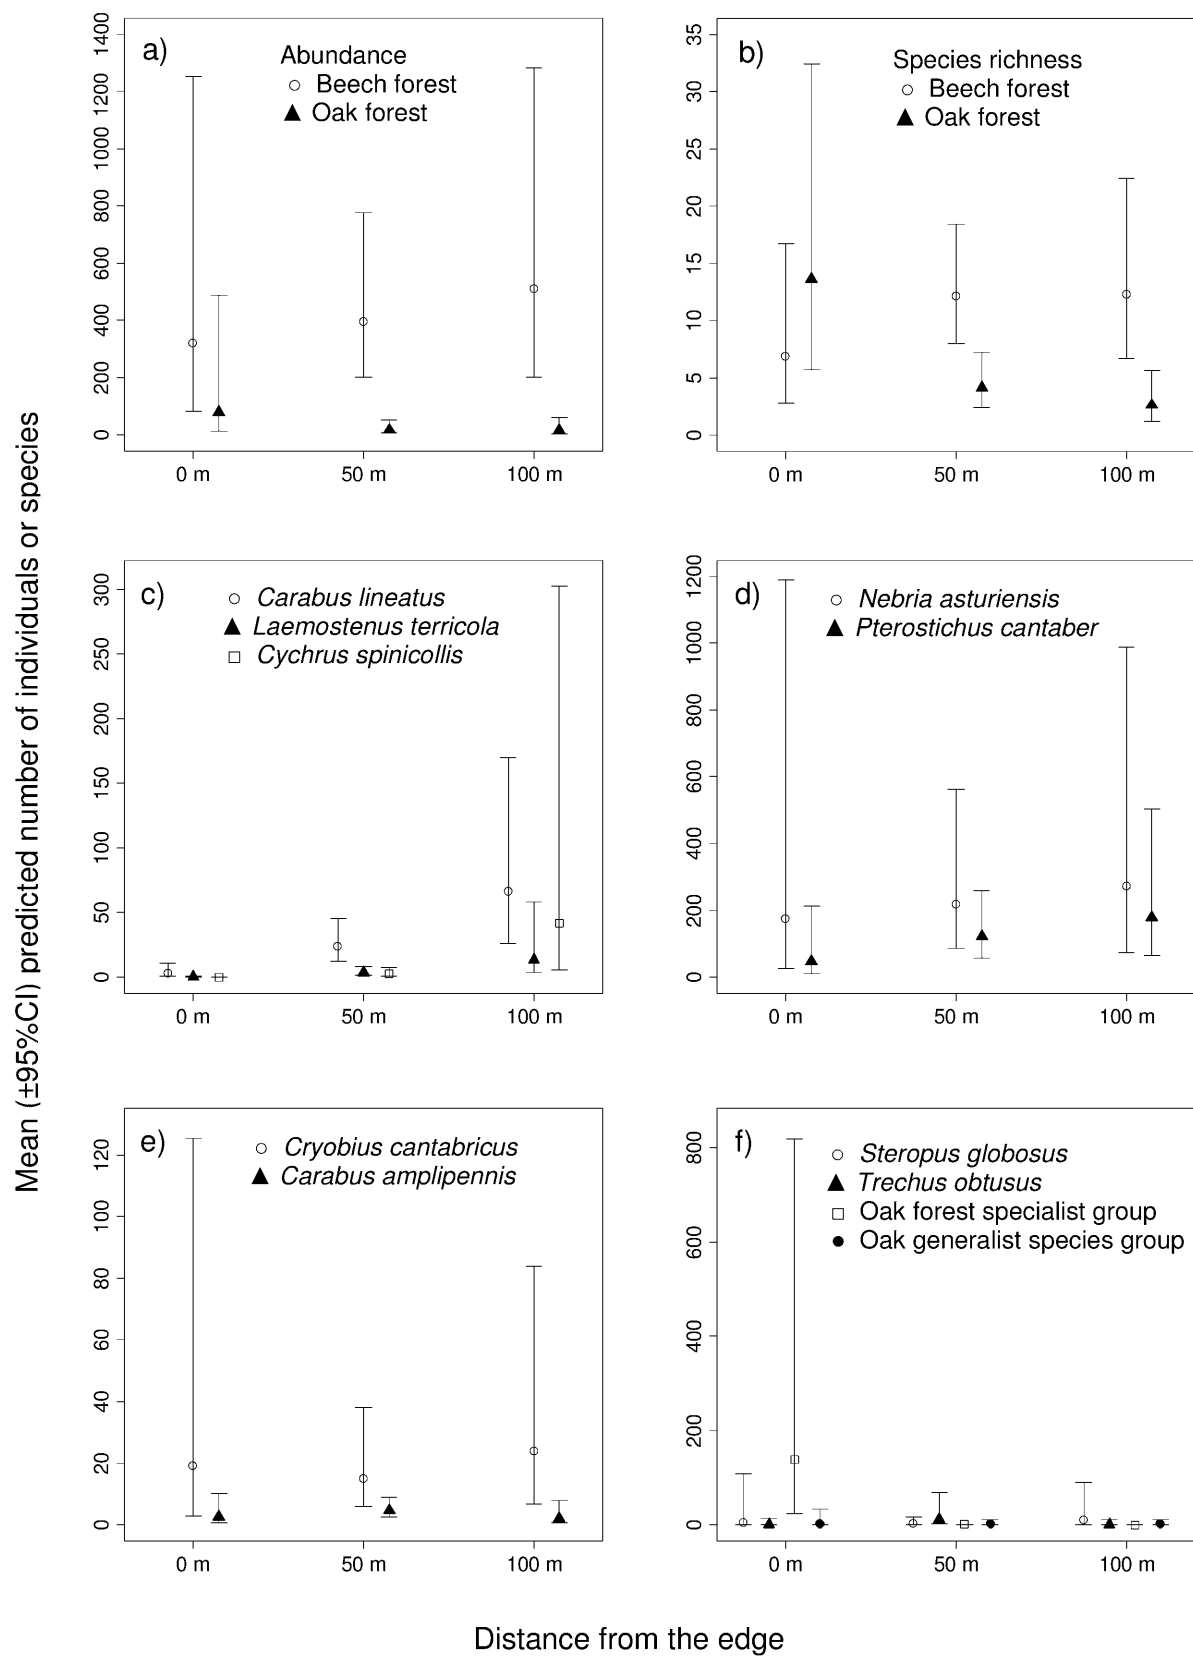 Mean (±95%CI) predicted number of individuals or species
a)
Abundance
Beech forest
Oak forest
1400
1200
1000
800
600
400
200
0
0 m 50 m 100 m
b)
Species richness
Beech forest
Oak forest
35
30
25
20
15
10
5
0
0 m 50 m 100 m
c)
Carabus lineatus
Laemostenus terricola
Cychrus spinicollis
300
250
200
150
100
50
0
0 m 50 m 100 m
d)
Nebria asturiensis
Pterostichus cantaber
1200
1000
800
600
400
200
0
0 m 50 m 100 m
e)
Cryobius cantabricus
Carabus amplipennis
120
100
80
60
40
20
0
0 m 50 m 100 m
f)
Steropus globosus
Trechus obtusus
Oak forest specialist group
Oak generalist species group
800
600
400
200
0
0 m 50 m 100 m
Distance from the edge